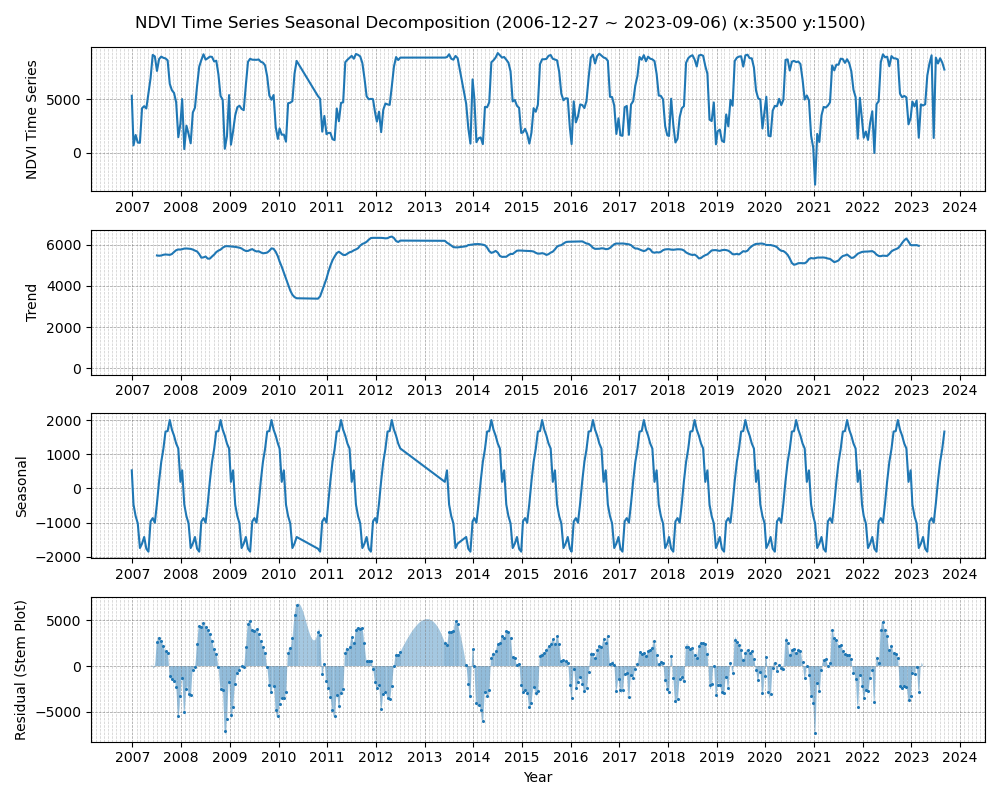 NDVI Time Series Seasonal Decomposition (2006-12-27 ~ 2023-09-06) (x:3500 y:1500)
NDVI Time Series
5000
0
2007 2008 2009 2010 2011 2012 2013 2014 2015 2016 2017 2018 2019 2020 2021 2022 2023 2024
Trend
6000
4000
2000
0
2007 2008 2009 2010 2011 2012 2013 2014 2015 2016 2017 2018 2019 2020 2021 2022 2023 2024
Seasonal
2000
1000
0
−1000
−2000
2007 2008 2009 2010 2011 2012 2013 2014 2015 2016 2017 2018 2019 2020 2021 2022 2023 2024
Residual (Stem Plot)
5000
0
−5000
2007 2008 2009 2010 2011 2012 2013 2014 2015 2016 2017 2018 2019 2020 2021 2022 2023 2024
Year